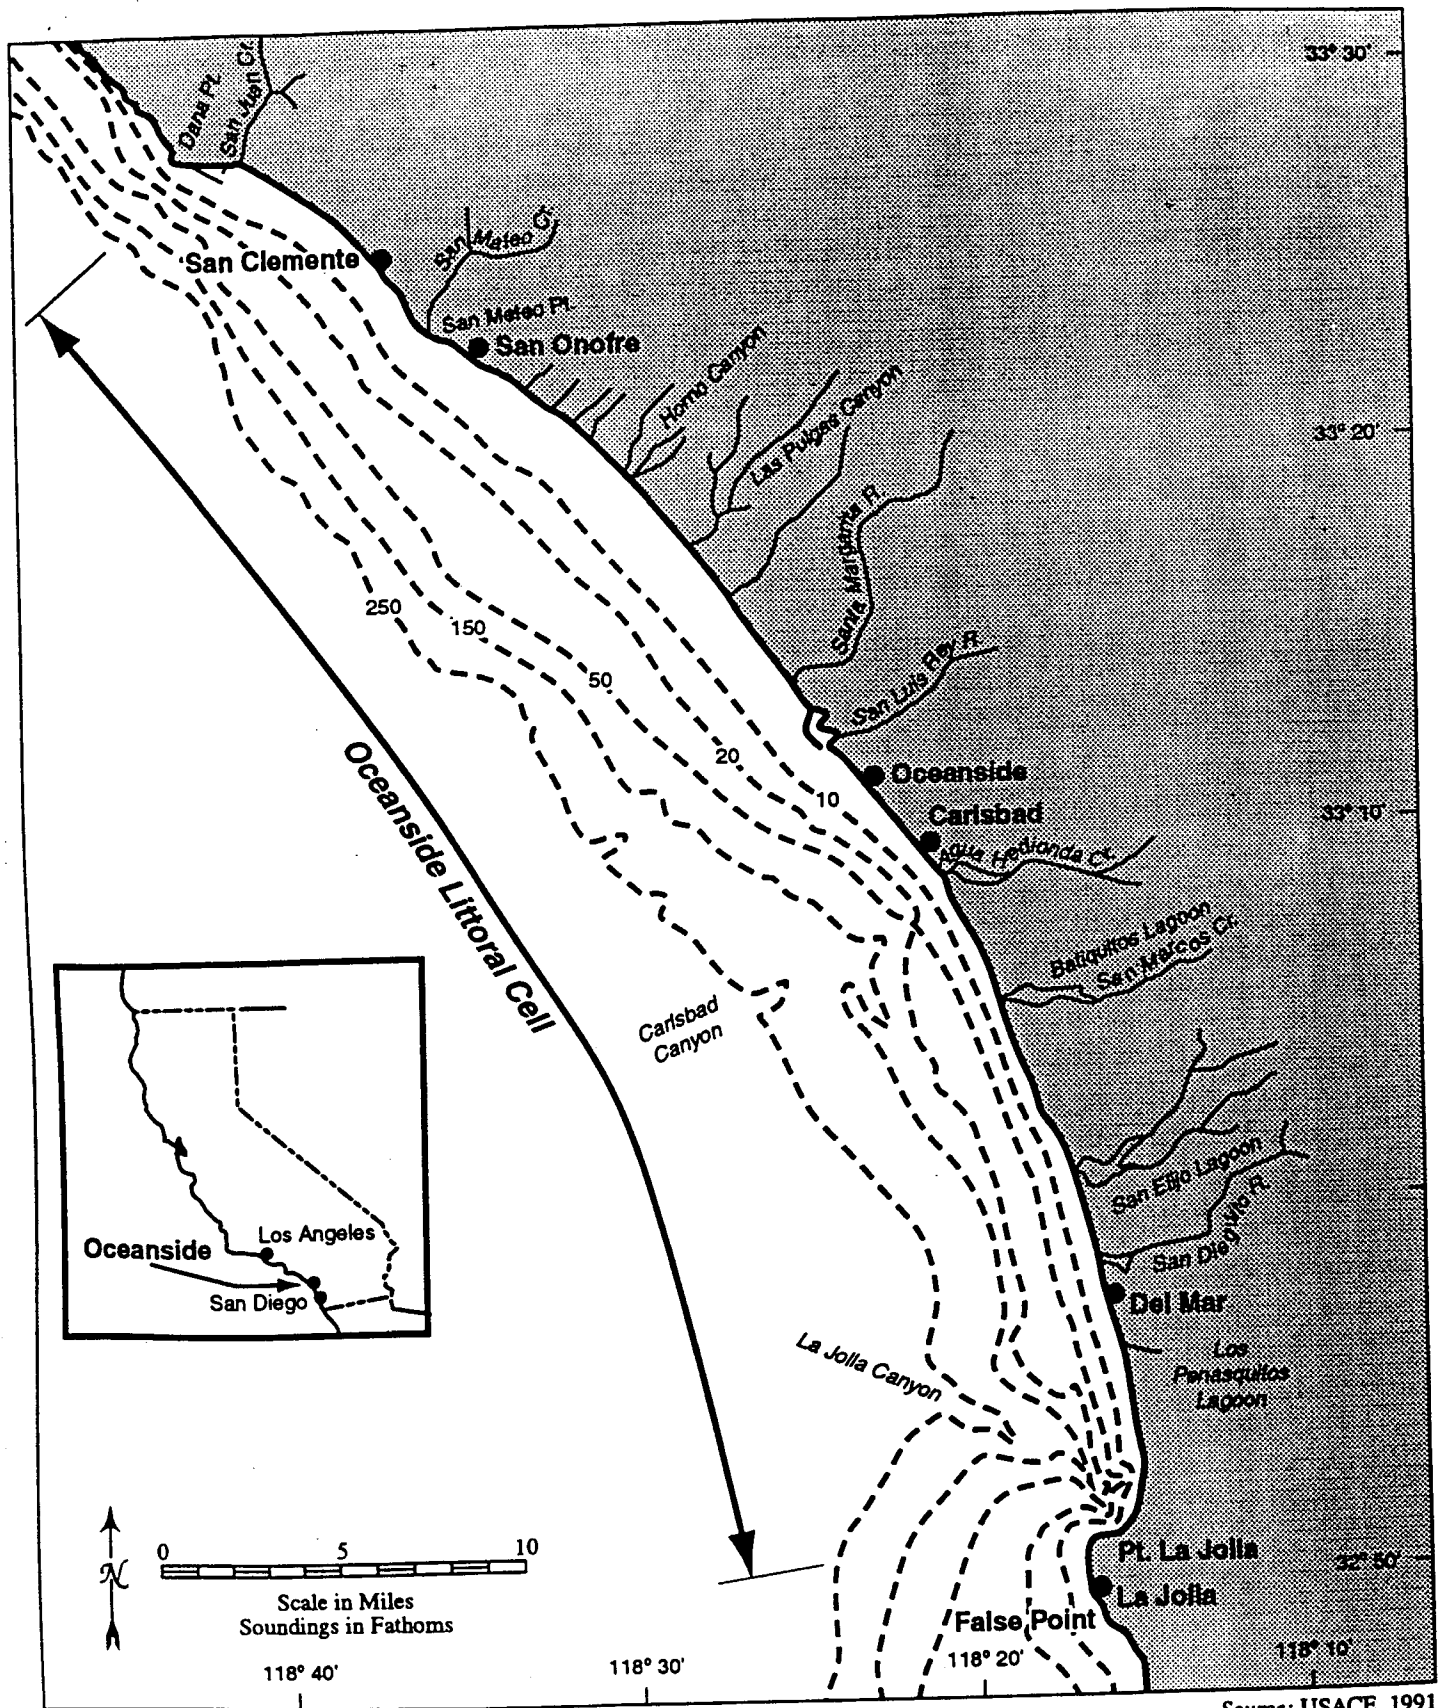 33° 30'
Dana Pt.
San Juan Cr.
San Mateo Cr.
San Clemente
San Mateo Pt.
San Onofre
Horno Canyon
33° 20'
Las Pulgas Canyon
Santa Margarita R.
250
150
San Luis Rey R.
50
20
10
Oceanside
Carlsbad
33° 10'
Agua Hedionda Cr.
Oceanside Littoral Cell
Batiquitos Lagoon
San Marcos Cr.
Carlsbad
Canyon
San Elijo Lagoon
San Dieguito R.
Los Angeles
Oceanside
San Diego
Del Mar
La Jolla Canyon
Los
Penasquitos
Lagoon
0 5 10
N
Scale in Miles
Soundings in Fathoms
Pt. La Jolla
32° 50'
La Jolla
False Point
118° 40'
118° 30'
118° 20'
118° 10'
Source: USACE, 1991